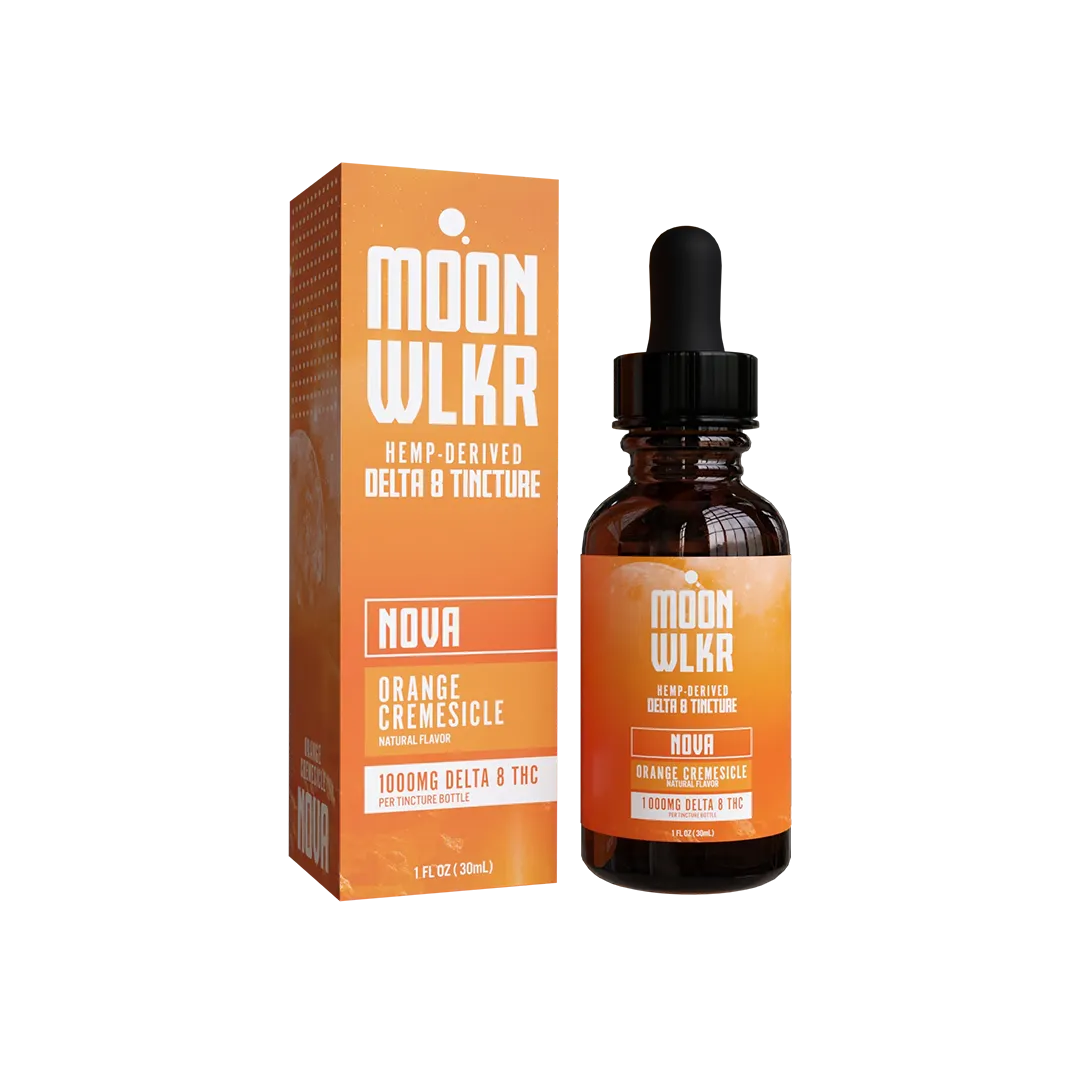 MOON
WLKR
HEMP-DERIVED
DELTA 8 TINCTURE
NOVA
ORANGE
CREMESICLE
NATURAL FLAVOR
1000MG DELTA 8 THC
PER TINCTURE BOTTLE
1 FL OZ (30mL)
ORANGE
CREMESICLE
NOVA
MOON
WLKR
HEMP-DERIVED
DELTA 8 TINCTURE
NOVA
ORANGE CREMESICLE
NATURAL FLAVOR
1000MG DELTA 8 THC
PER TINCTURE BOTTLE
1 FL OZ (30mL)